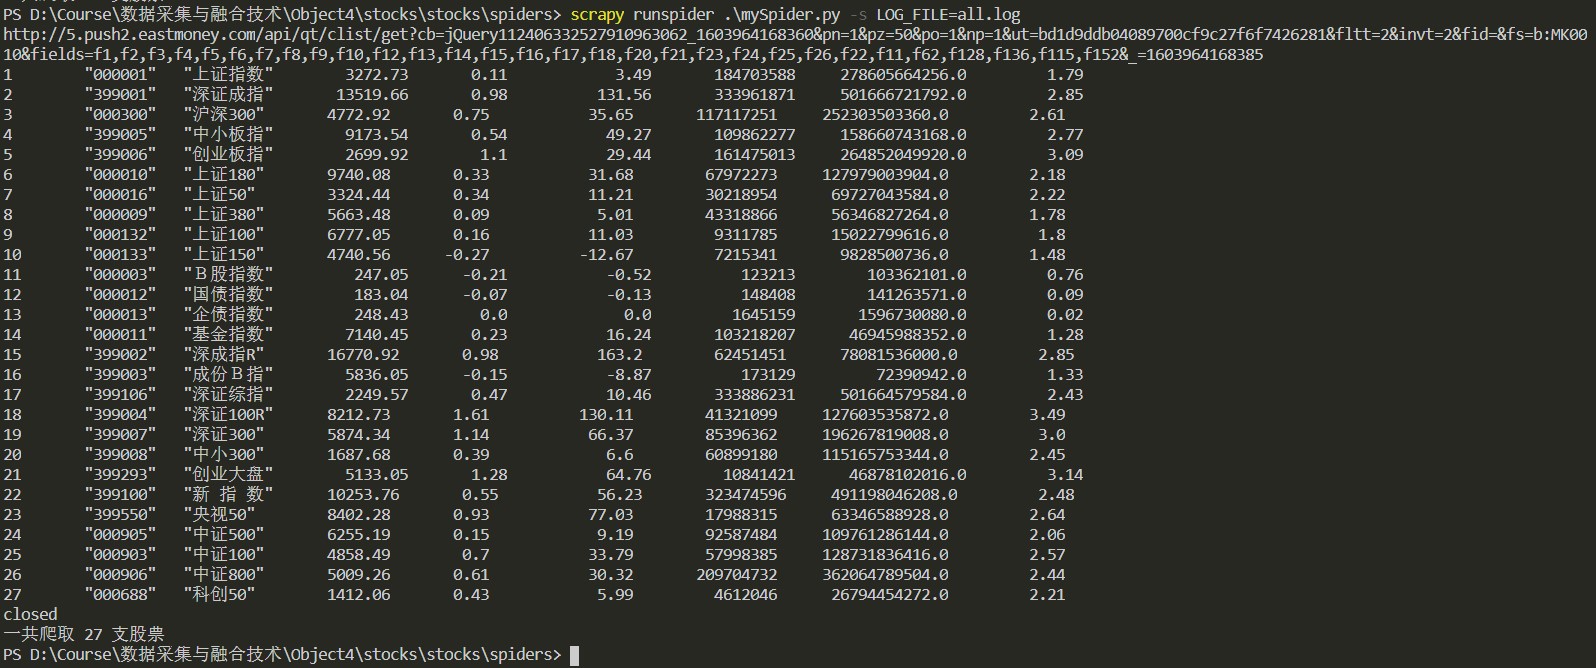 PS D:\Course\数据采集与融合技术\Object4\stocks\stocks\spiders> scrapy runspider .\mySpider.py -s LOG_FILE=all.log
http://5.push2.eastmoney.com/api/qt/clist/get?cb=jQuery112406332527910963062_1603964168360&pn=1&pz=50&po=1&np=1&ut=bd1d9ddb04089700cf9c27f6f7426281&fltt=2&invt=2&fid=&fs=b:MK00
10&fields=f1,f2,f3,f4,f5,f6,f7,f8,f9,f10,f12,f13,f14,f15,f16,f17,f18,f20,f21,f23,f24,f25,f26,f22,f11,f62,f128,f136,f115,f152&_=1603964168385
1 "000001" "上证指数" 3272.73 0.11 3.49 184703588 278605664256.0 1.79
2 "399001" "深证成指" 13519.66 0.98 131.56 333961871 501666721792.0 2.85
3 "000300" "沪深300" 4772.92 0.75 35.65 117117251 252303503360.0 2.61
4 "399005" "中小板指" 9173.54 0.54 49.27 109862277 158660743168.0 2.77
5 "399006" "创业板指" 2699.92 1.1 29.44 161475013 264852049920.0 3.09
6 "000010" "上证180" 9740.08 0.33 31.68 67972273 127979003904.0 2.18
7 "000016" "上证50" 3324.44 0.34 11.21 30218954 69727043584.0 2.22
8 "000009" "上证380" 5663.48 0.09 5.01 43318866 56346827264.0 1.78
9 "000132" "上证100" 6777.05 0.16 11.03 9311785 15022799616.0 1.8
10 "000133" "上证150" 4740.56 -0.27 -12.67 7215341 9828500736.0 1.48
11 "000003" "Ｂ股指数" 247.05 -0.21 -0.52 123213 103362101.0 0.76
12 "000012" "国债指数" 183.04 -0.07 -0.13 148408 141263571.0 0.09
13 "000013" "企债指数" 248.43 0.0 0.0 1645159 1596730080.0 0.02
14 "000011" "基金指数" 7140.45 0.23 16.24 103218207 46945988352.0 1.28
15 "399002" "深成指R" 16770.92 0.98 163.2 62451451 78081536000.0 2.85
16 "399003" "成份Ｂ指" 5836.05 -0.15 -8.87 173129 72390942.0 1.33
17 "399106" "深证综指" 2249.57 0.47 10.46 333886231 501664579584.0 2.43
18 "399004" "深证100R" 8212.73 1.61 130.11 41321099 127603535872.0 3.49
19 "399007" "深证300" 5874.34 1.14 66.37 85396362 196267819008.0 3.0
20 "399008" "中小300" 1687.68 0.39 6.6 60899180 115165753344.0 2.45
21 "399293" "创业大盘" 5133.05 1.28 64.76 10841421 46878102016.0 3.14
22 "399100" "新 指 数" 10253.76 0.55 56.23 323474596 491198046208.0 2.48
23 "399550" "央视50" 8402.28 0.93 77.03 17988315 63346588928.0 2.64
24 "000905" "中证500" 6255.19 0.15 9.19 92587484 109761286144.0 2.06
25 "000903" "中证100" 4858.49 0.7 33.79 57998385 128731836416.0 2.57
26 "000906" "中证800" 5009.26 0.61 30.32 209704732 362064789504.0 2.44
27 "000688" "科创50" 1412.06 0.43 5.99 4612046 26794454272.0 2.21
closed
一共爬取 27 支股票
PS D:\Course\数据采集与融合技术\Object4\stocks\stocks\spiders>